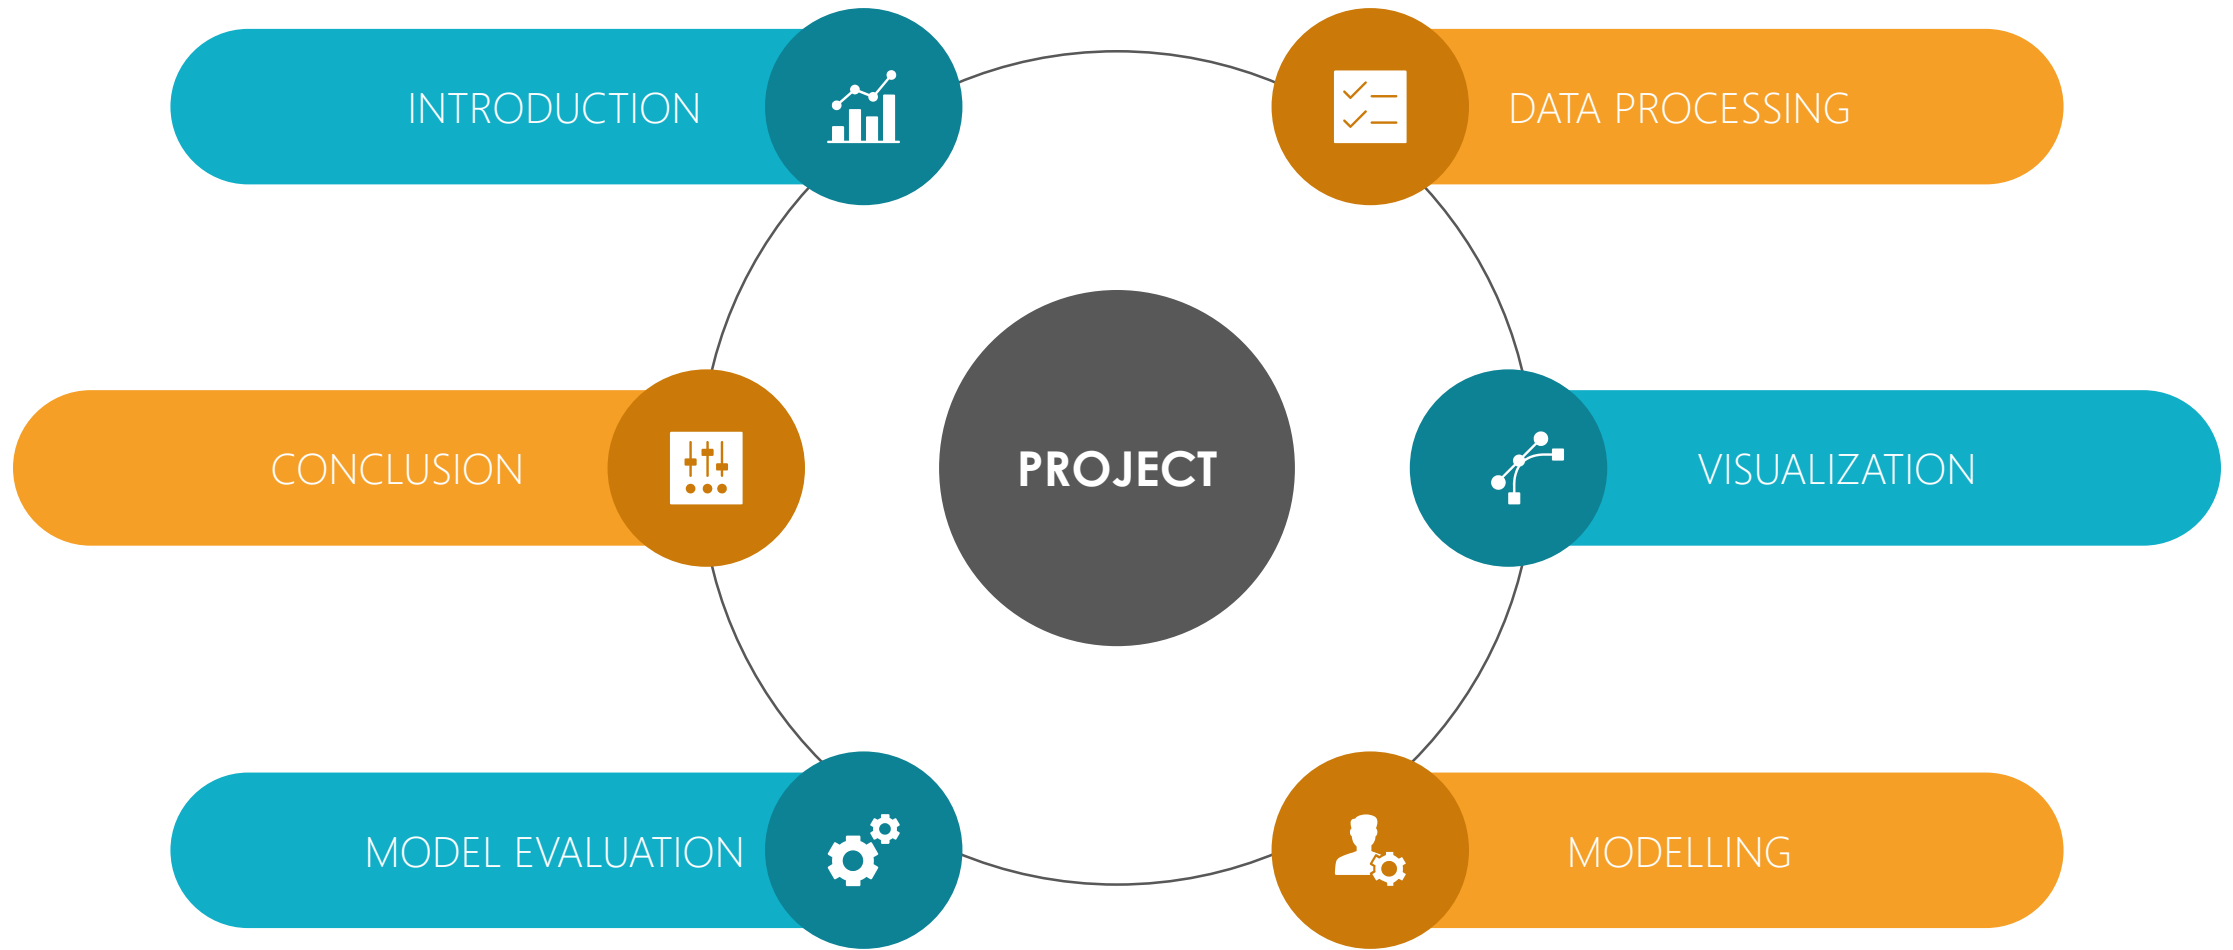 INTRODUCTION
DATA PROCESSING
CONCLUSION
PROJECT
VISUALIZATION
MODEL EVALUATION
MODELLING